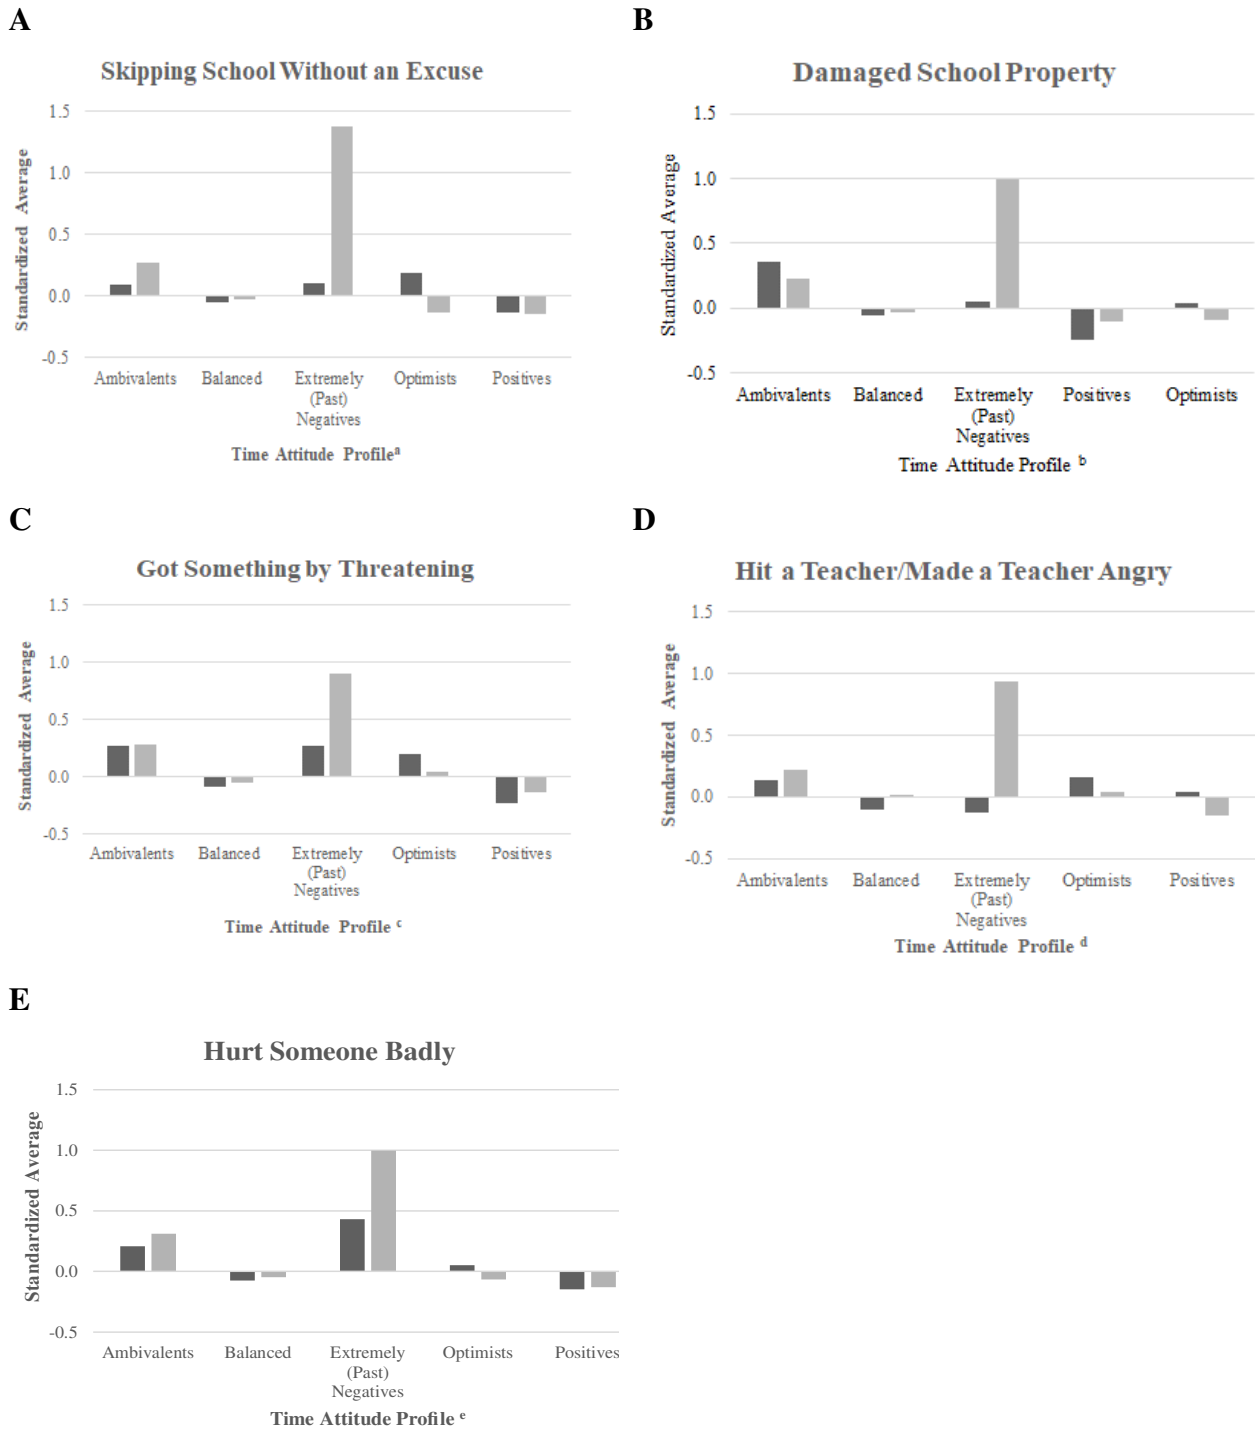 A
Skipping School Without an Excuse
Standardized Average
1.5
1.0
0.5
0.0
-0.5
Ambivalents Balanced Extremely (Past) Negatives Optimists Positives
Time Attitude Profile a
B
Damaged School Property
Standardized Average
1.5
1.0
0.5
0.0
-0.5
Ambivalents Balanced Extremely (Past) Negatives Positives Optimists
Time Attitude Profile b
C
Got Something by Threatening
Standardized Average
1.5
1.0
0.5
0.0
-0.5
Ambivalents Balanced Extremely (Past) Negatives Optimists Positives
Time Attitude Profile c
D
Hit a Teacher/Made a Teacher Angry
Standardized Average
1.5
1.0
0.5
0.0
-0.5
Ambivalents Balanced Extremely (Past) Negatives Optimists Positives
Time Attitude Profile d
E
Hurt Someone Badly
Standardized Average
1.5
1.0
0.5
0.0
-0.5
Ambivalents Balanced Extremely (Past) Negatives Optimists Positives
Time Attitude Profile e